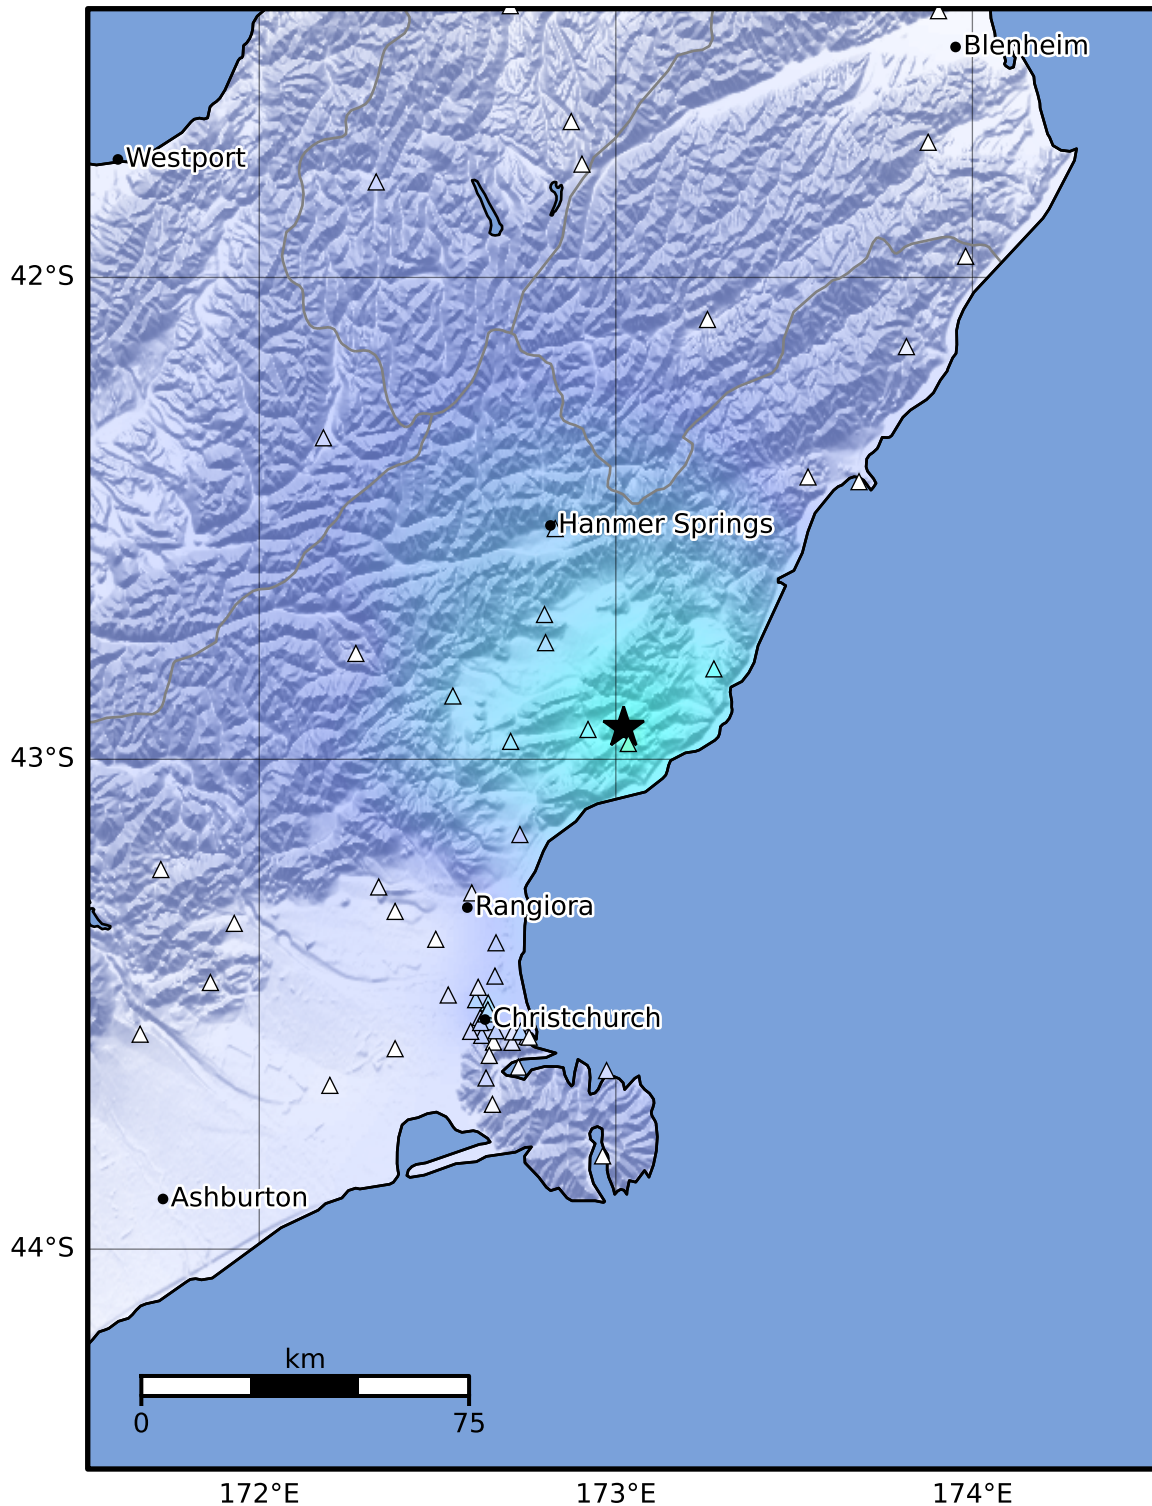 Blenheim
Westport
42°S
Hanmer Springs
43°S
Rangiora
Christchurch
Ashburton
44°S
km
0
75
172°E
173°E
174°E